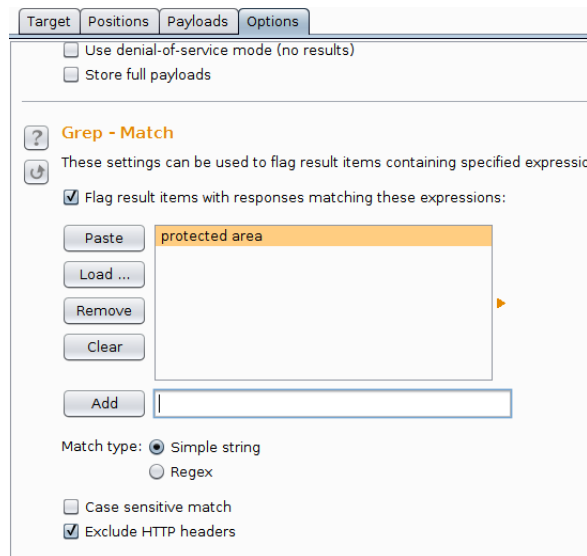 Target Positions Payloads Options
Use denial-of-service mode (no results)
Store full payloads
?
Grep - Match
These settings can be used to flag result items containing specified
Flag result items with responses matching these expressions:
Paste
protected area
Load ...
Remove
Clear
Add
Match type: Simple string
Regex
Case sensitive match
Exclude HTTP headers